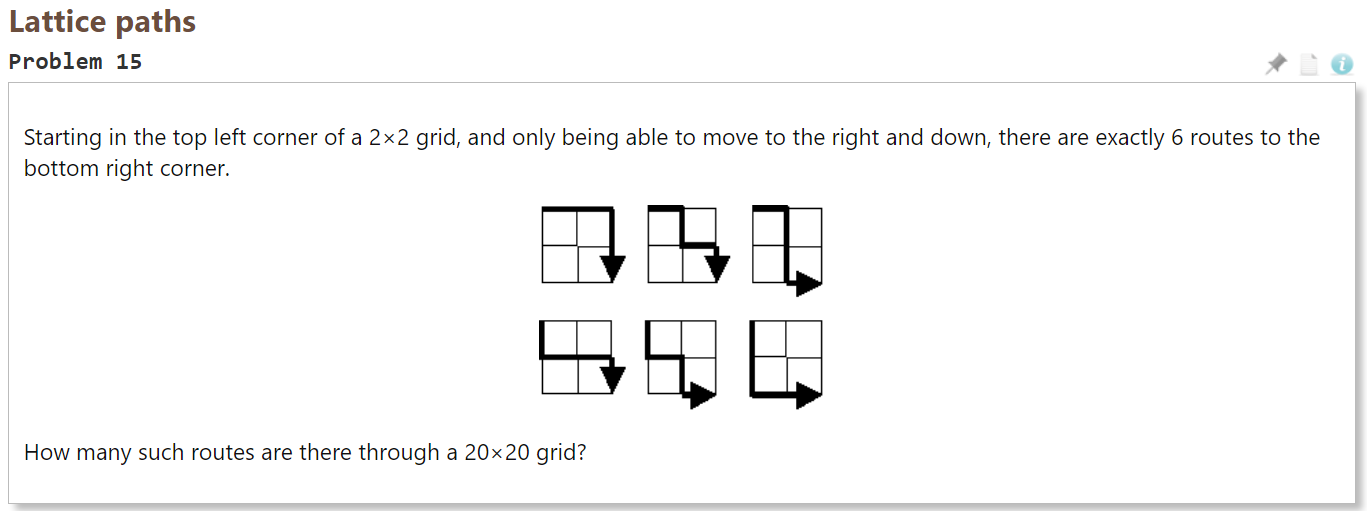 Lattice paths
Problem 15
i
Starting in the top left corner of a 2×2 grid, and only being able to move to the right and down, there are exactly 6 routes to the
bottom right corner.
How many such routes are there through a 20×20 grid?